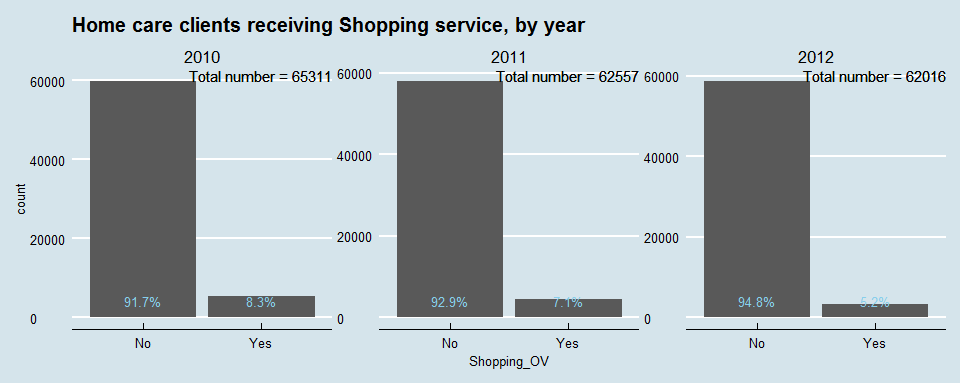 Home care clients receiving Shopping service, by year
2010
2011
2012
Total number = 65311
Total number = 62557
Total number = 62016
60000
40000
20000
0
60000
40000
20000
0
60000
40000
20000
0
count
91.7%
8.3%
92.9%
7.1%
94.8%
5.2%
No
Yes
No
Yes
No
Yes
Shopping_OV